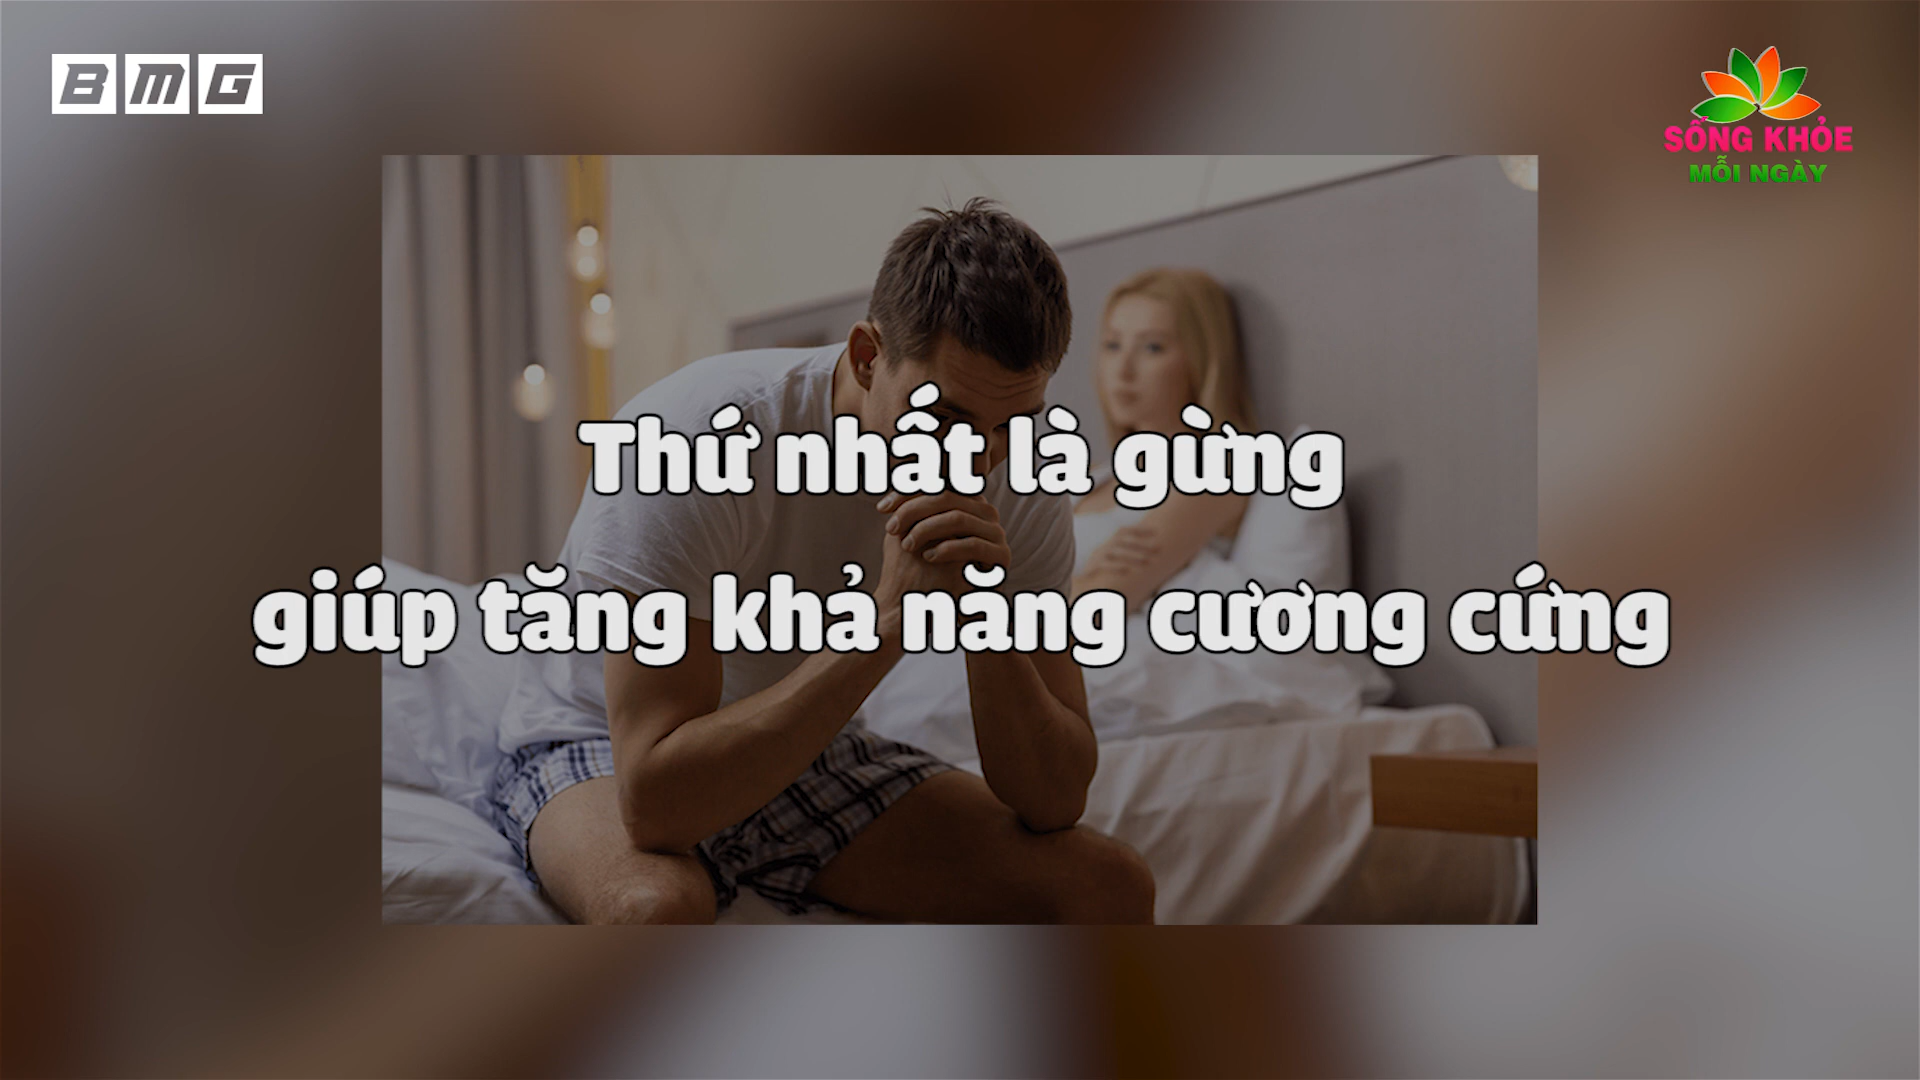 BMG
SỐNG KHỎE
MỖI NGÀY
Thứ nhất là gừng
giúp tăng khả năng cương cứng